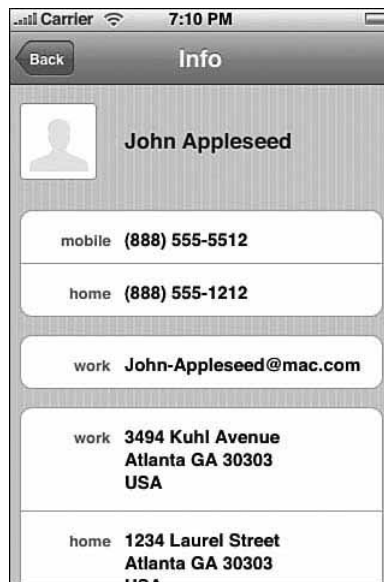 Carrier 7:10 PM
Back Info
John Appleseed
mobile (888) 555-5512
home (888) 555-1212
work John-Appleseed@mac.com
work 3494 Kuhl Avenue
Atlanta GA 30303
USA
home 1234 Laurel Street
Atlanta GA 30303
USA